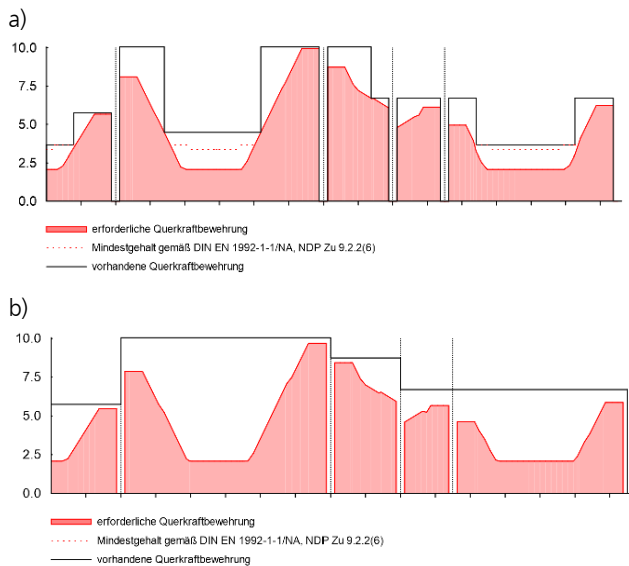 a)
10.0
7.5
5.0
2.5
0.0
erforderliche Querkraftbewehrung
Mindestgehalt gemäß DIN EN 1992-1-1/NA, NDP Zu 9.2.2(6)
vorhandene Querkraftbewehrung
b)
10.0
7.5
5.0
2.5
0.0
erforderliche Querkraftbewehrung
Mindestgehalt gemäß DIN EN 1992-1-1/NA, NDP Zu 9.2.2(6)
vorhandene Querkraftbewehrung